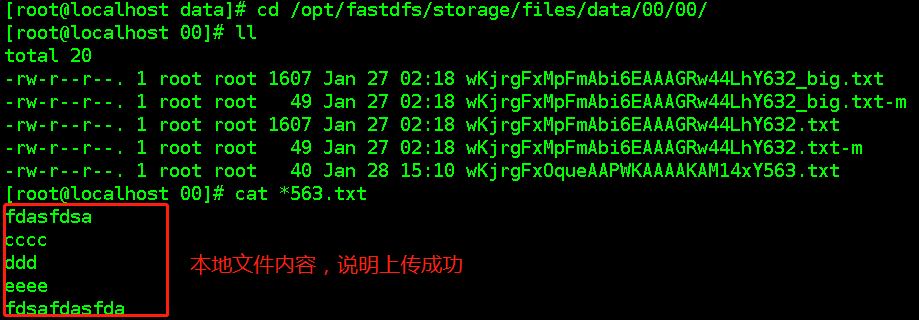 [root@localhost data]# cd /opt/fastdfs/storage/files/data/00/00/
[root@localhost 00]# ll
total 20
-rw-r--r--. 1 root root 1607 Jan 27 02:18 wKjrgFxMpFmAbi6EAAAGRw44LhY632_big.txt
-rw-r--r--. 1 root root   49 Jan 27 02:18 wKjrgFxMpFmAbi6EAAAGRw44LhY632_big.txt-m
-rw-r--r--. 1 root root 1607 Jan 27 02:18 wKjrgFxMpFmAbi6EAAAGRw44LhY632.txt
-rw-r--r--. 1 root root   49 Jan 27 02:18 wKjrgFxMpFmAbi6EAAAGRw44LhY632.txt-m
-rw-r--r--. 1 root root   40 Jan 28 15:10 wKjrgFxOqueAAPWKAAAAKAM14xY563.txt
[root@localhost 00]# cat *563.txt
fdasfdsa
cccc
ddd
本地文件内容，说明上传成功
eeee
fdsafdasfda